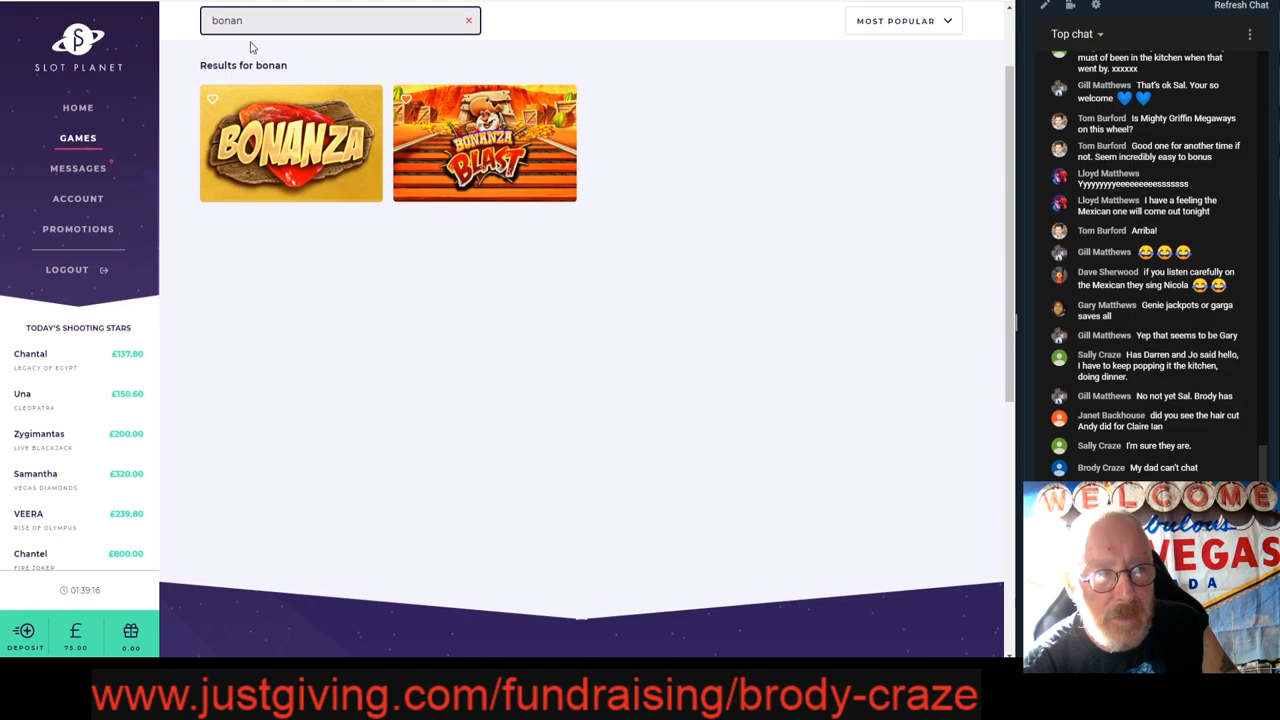 bonan
MOST POPULAR
SLOT PLANET
HOME
GAMES
MESSAGES
ACCOUNT
PROMOTIONS
LOGOUT
Results for bonan
BONANZA
BONANZA
BLAST
TODAY'S SHOOTING STARS
Chantal £137.80
LEGACY OF EGYPT
Una £150.60
CLEOPATRA
Zygimantas £200.00
LIVE BLACKJACK
Samantha £320.00
VEGAS DIAMONDS
VEERA £239.80
RISE OF OLYMPUS
Chantel £800.00
FIRE JOKER
01:39:16
DEPOSIT £ 75.00 0.00
Refresh Chat
Top chat
must of been in the kitchen when that
went by. xxxxxx
Gill Matthews That's ok Sal. Your so
welcome 💙 💙
Tom Burford Is Mighty Griffin Megaways
on this wheel?
Tom Burford Good one for another time if
not. Seem incredibly easy to bonus
Lloyd Matthews
Yyyyyyyyeeeeeeeeesssssss
Lloyd Matthews I have a feeling the
Mexican one will come out tonight
Tom Burford Arriba!
Gill Matthews 😂 😂 😂
Dave Sherwood if you listen carefully on
the Mexican they sing Nicola 😂 😂
Gary Matthews Genie jackpots or garga
saves all
Gill Matthews Yep that seems to be Gary
Sally Craze Has Darren and Jo said hello,
I have to keep popping it the kitchen,
doing dinner.
Gill Matthews No not yet Sal. Brody has
Janet Backhouse did you see the hair cut
Andy did for Claire Ian
Sally Craze I'm sure they are.
Brody Craze My dad can't chat
WELCOME
VEGAS
www.justgiving.com/fundraising/brody-craze